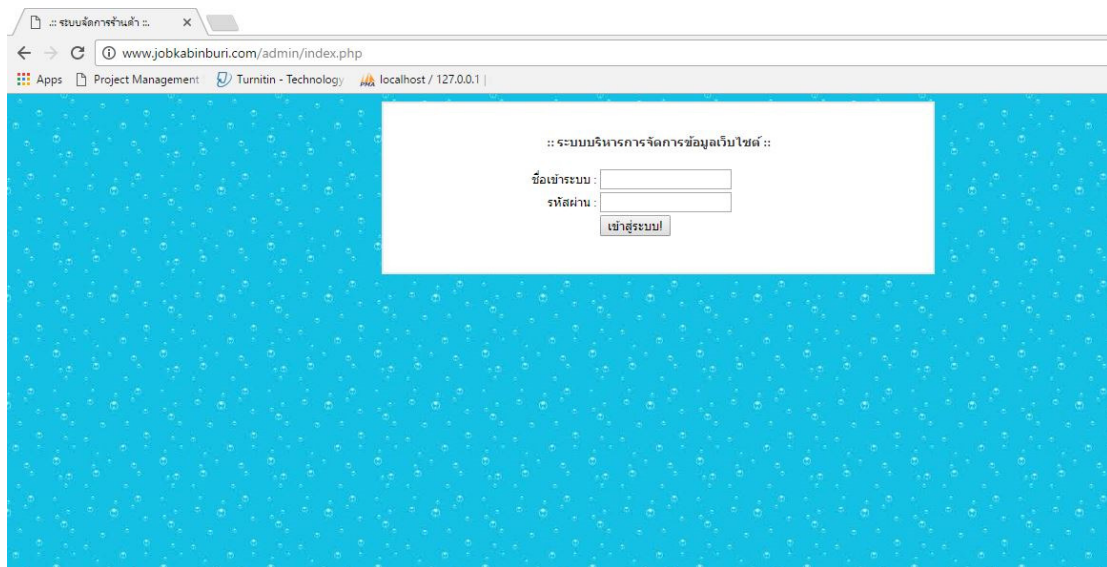 .:: ระบบจัดการร้านค้า ::.
www.jobkabinburi.com/admin/index.php
Apps Project Management Turnitin - Technology localhost / 127.0.0.1 |
:: ระบบบริหารการจัดการข้อมูลเว็บไซต์ ::
ชื่อเข้าระบบ :
รหัสผ่าน :
เข้าสู่ระบบ!